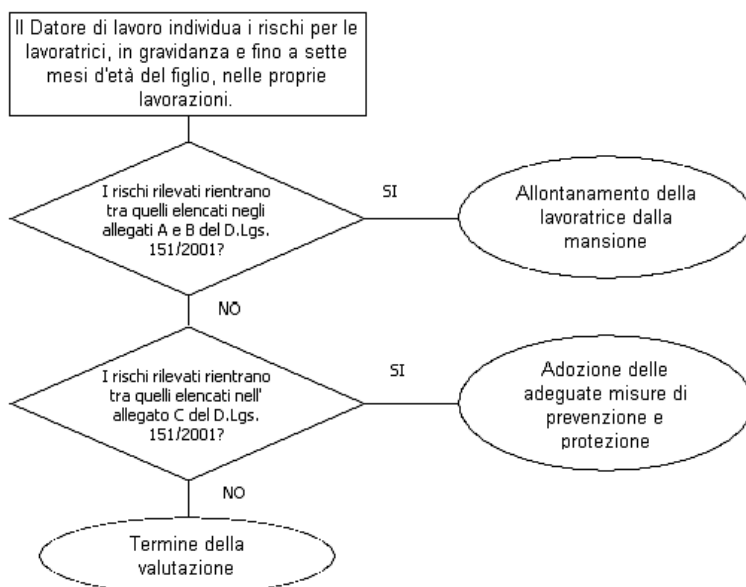 Il Datore di lavoro individua i rischi per le
lavoratrici, in gravidanza e fino a sette
mesi d'età del figlio, nelle proprie
lavorazioni.
I rischi rilevati rientrano
tra quelli elencati negli
allegati A e B del D.Lgs.
151/2001?
SI
Allontanamento della
lavoratrice dalla
mansione
NO
I rischi rilevati rientrano
tra quelli elencati nell'
allegato C del D.Lgs.
151/2001?
SI
Adozione delle
adeguate misure di
prevenzione e
protezione
NO
Termine della
valutazione